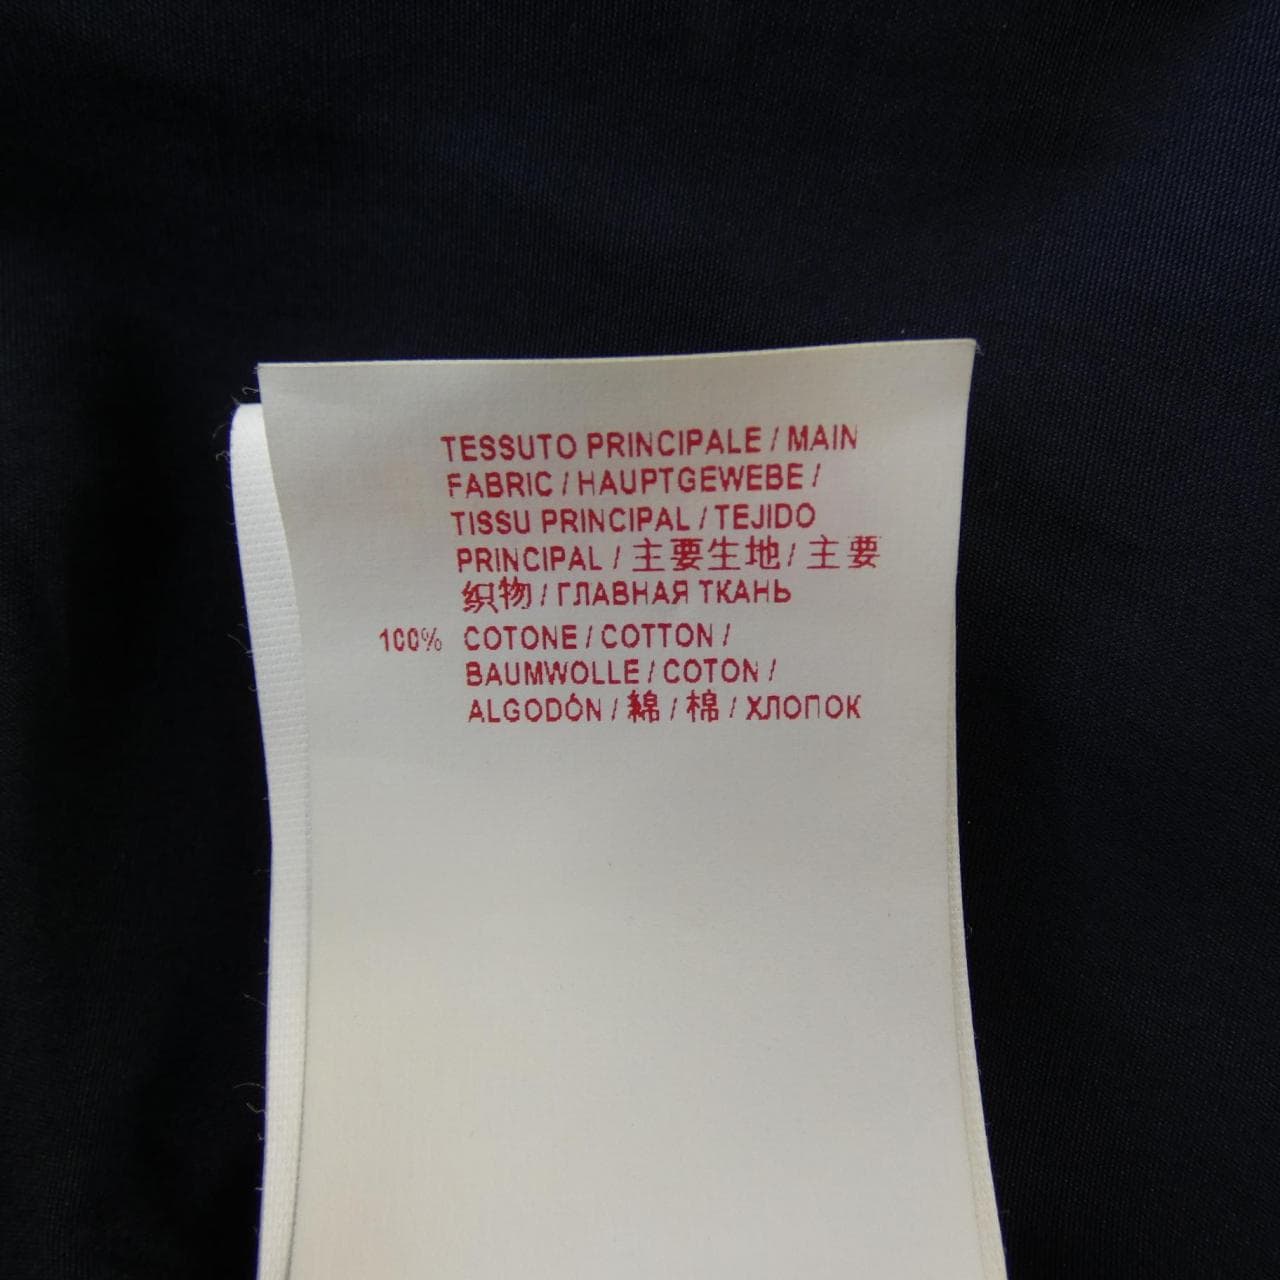 TESSUTO PRINCIPALE / MAIN
FABRIC / HAUPTGEWEBE /
TISSU PRINCIPAL / TEJIDO
PRINCIPAL / 主要生地 / 主要
织物 / ГЛАВНАЯ ТКАНЬ
100% COTONE / COTTON /
BAUMWOLLE / COTON /
ALGODÓN / 綿 / 棉 / ХЛОПОК